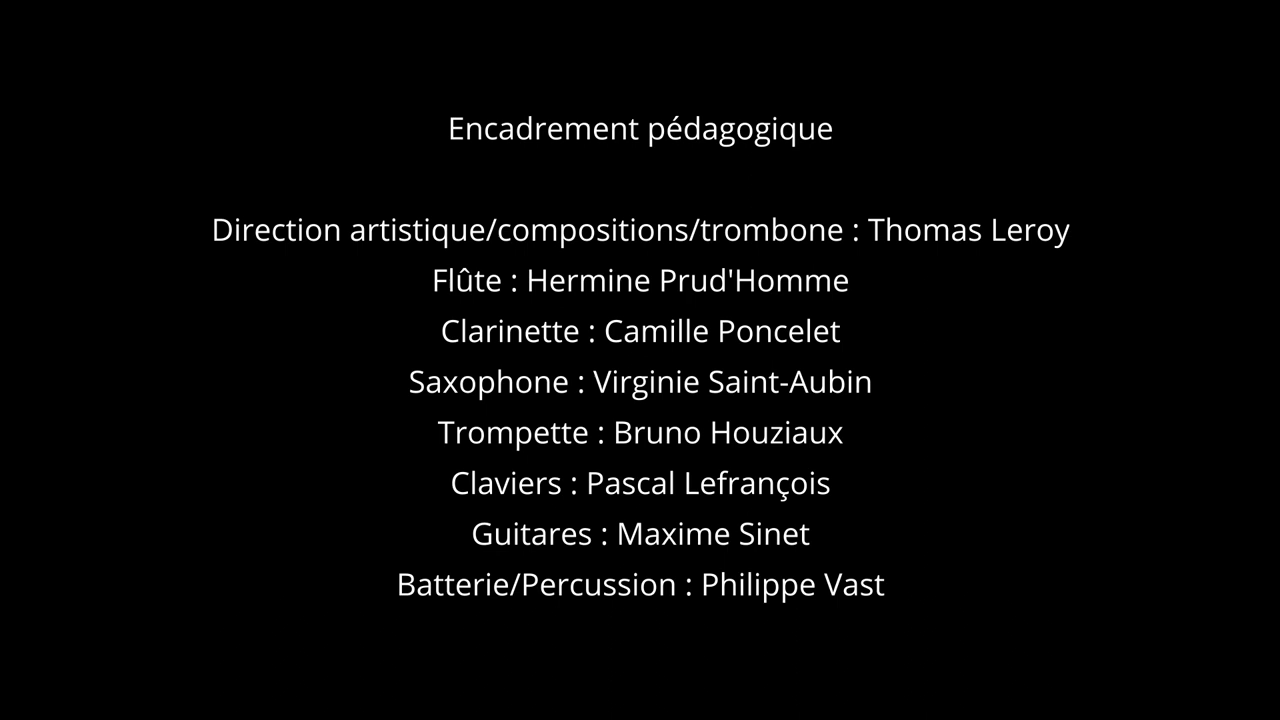 Encadrement pédagogique
Direction artistique/compositions/trombone : Thomas Leroy
Flûte : Hermine Prud'Homme
Clarinette : Camille Poncelet
Saxophone : Virginie Saint-Aubin
Trompette : Bruno Houziaux
Claviers : Pascal Lefrançois
Guitares : Maxime Sinet
Batterie/Percussion : Philippe Vast